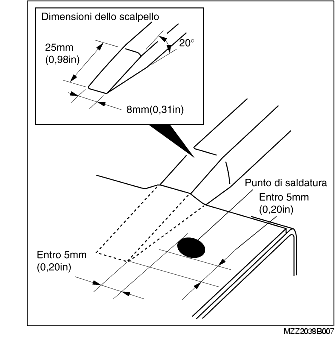 Dimensioni dello scalpello
25mm
(0,98in)
20°
8mm(0,31in)
Punto di saldatura
Entro 5mm
(0,20in)
Entro 5mm
(0,20in)
MZZ2039B007